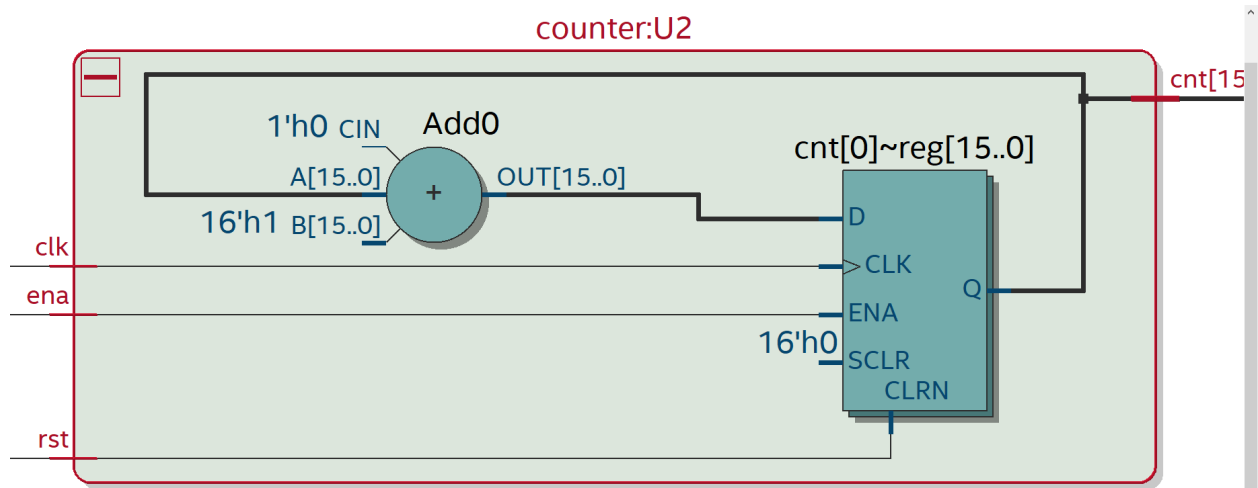 counter:U2
cnt[15
1'h0 CIN
Add0
cnt[0]~reg[15..0]
A[15..0]
+
OUT[15..0]
16'h1 B[15..0]
D
clk
CLK
Q
ena
ENA
16'h0
SCLR
CLRN
rst